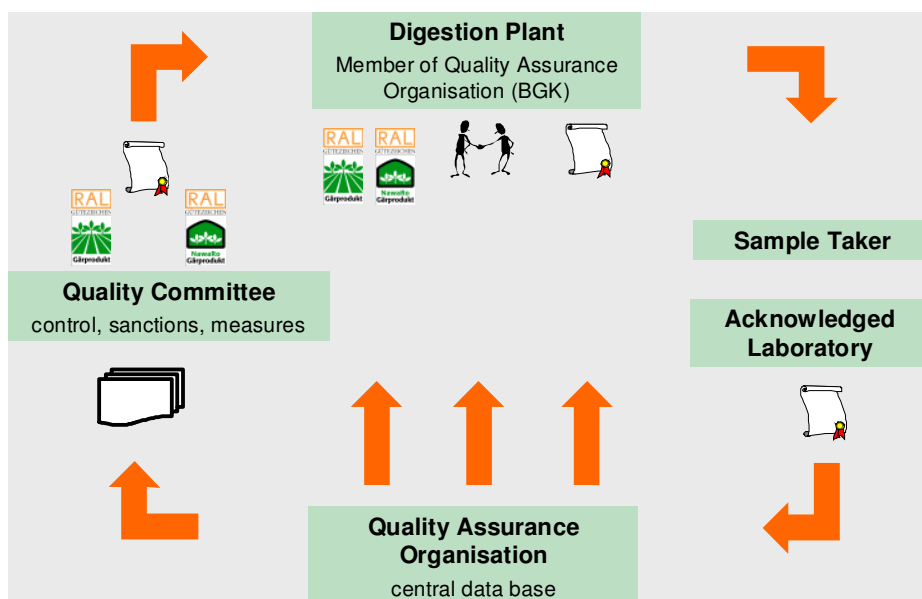 Digestion Plant
Member of Quality Assurance
Organisation (BGK)
RAL
GÜTEZEICHEN
Gärprodukt
RAL
GÜTEZEICHEN
NawaRo
Gärprodukt
RAL
GÜTEZEICHEN
Gärprodukt
RAL
GÜTEZEICHEN
NawaRo
Gärprodukt
Sample Taker
Quality Committee
control, sanctions, measures
Acknowledged
Laboratory
Quality Assurance
Organisation
central data base